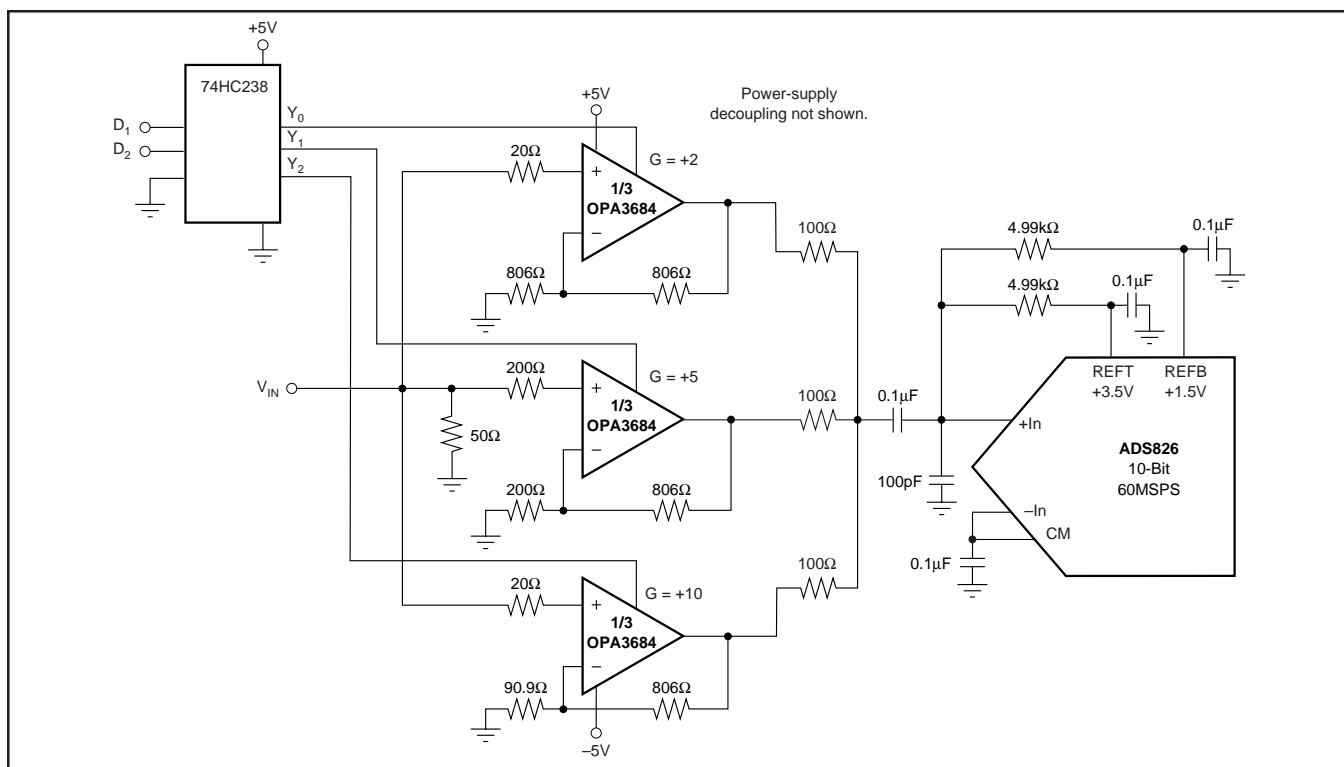 +5V
74HC238
D1
D2
Y0
Y1
Y2
+5V
Power-supply
decoupling not shown.
20Ω
+
G = +2
1/3
OPA3684
–
806Ω
806Ω
100Ω
4.99kΩ
0.1µF
4.99kΩ
0.1µF
VIN
50Ω
200Ω
+
G = +5
1/3
OPA3684
–
200Ω
806Ω
100Ω
0.1µF
100pF
REFT
+3.5V
REFB
+1.5V
+In
ADS826
10-Bit
60MSPS
–In
CM
0.1µF
20Ω
+
G = +10
1/3
OPA3684
–
90.9Ω
806Ω
100Ω
–5V